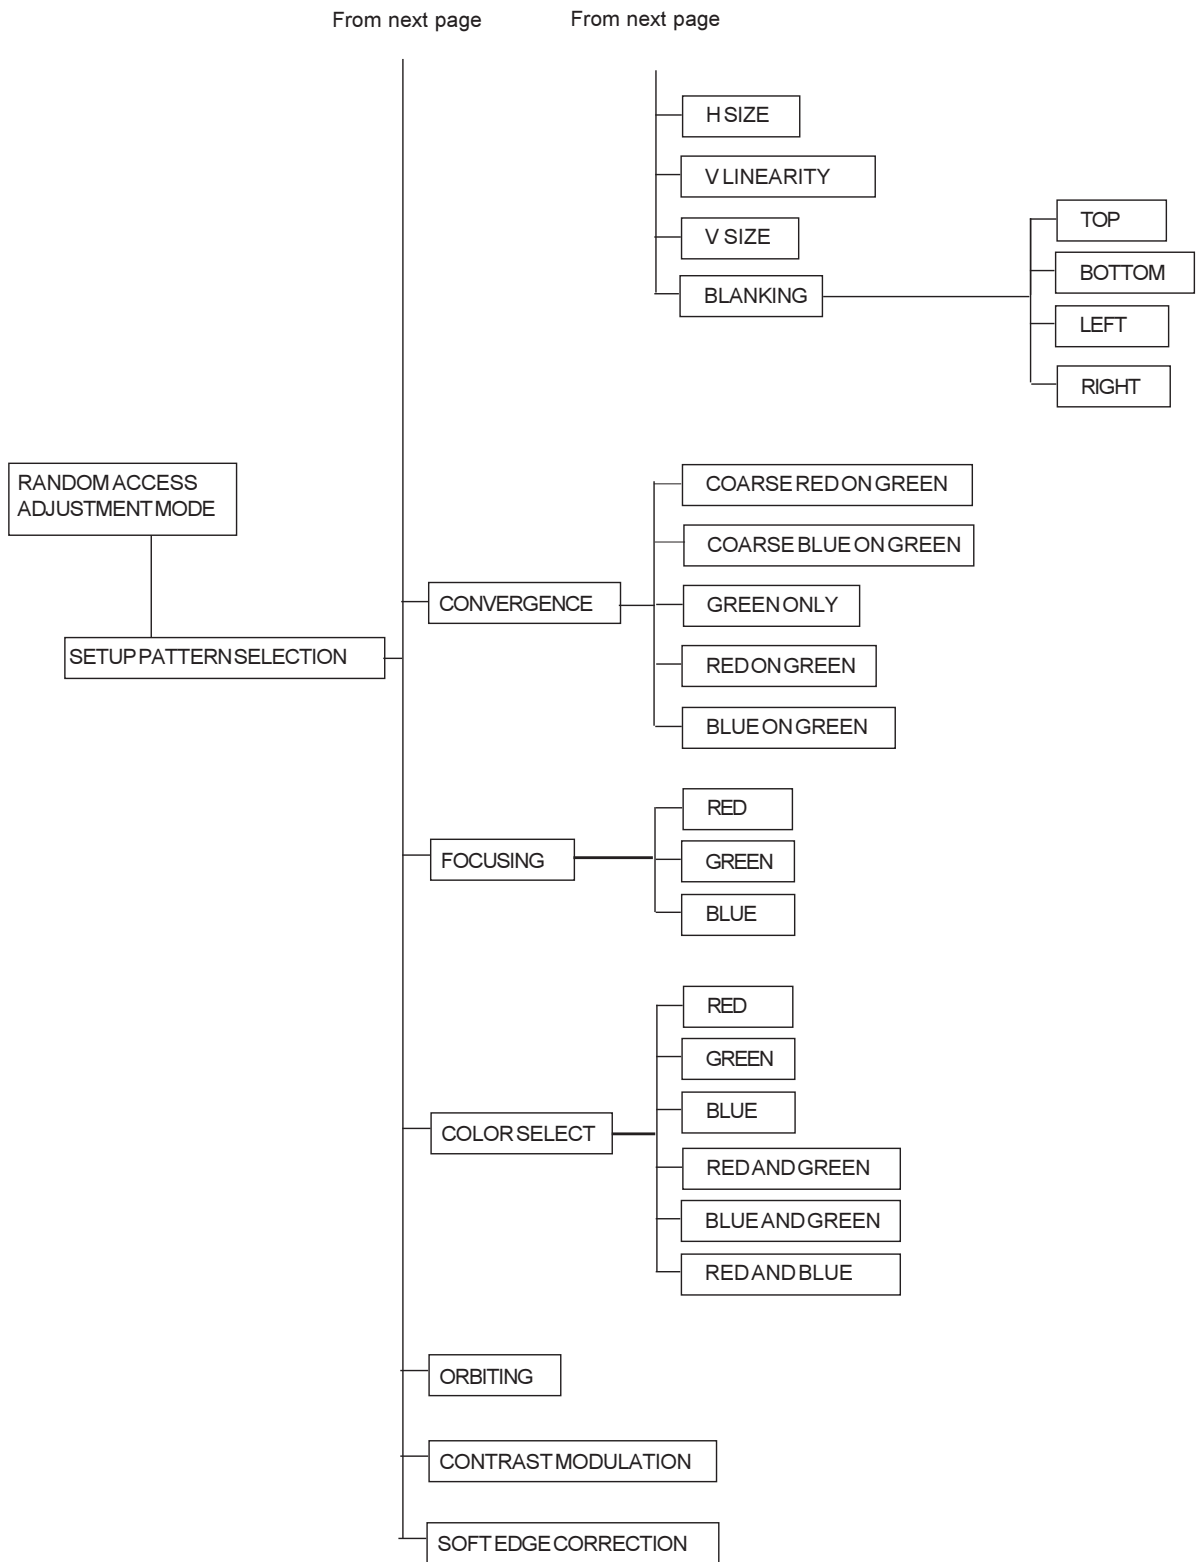 From next page
From next page
H SIZE
V LINEARITY
V SIZE
BLANKING
TOP
BOTTOM
LEFT
RIGHT
RANDOM ACCESS
ADJUSTMENT MODE
SETUP PATTERN SELECTION
CONVERGENCE
COARSE RED ON GREEN
COARSE BLUE ON GREEN
GREEN ONLY
RED ON GREEN
BLUE ON GREEN
FOCUSING
RED
GREEN
BLUE
COLOR SELECT
RED
GREEN
BLUE
RED AND GREEN
BLUE AND GREEN
RED AND BLUE
ORBITING
CONTRAST MODULATION
SOFT EDGE CORRECTION